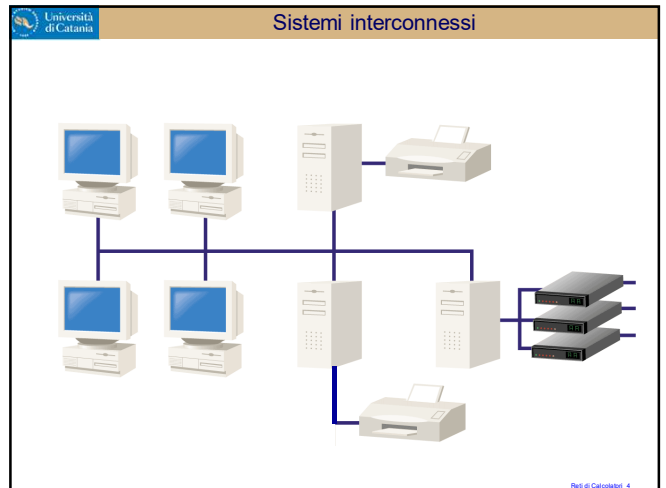 Università
di Catania
Sistemi interconnessi
Reti di Calcolatori 4